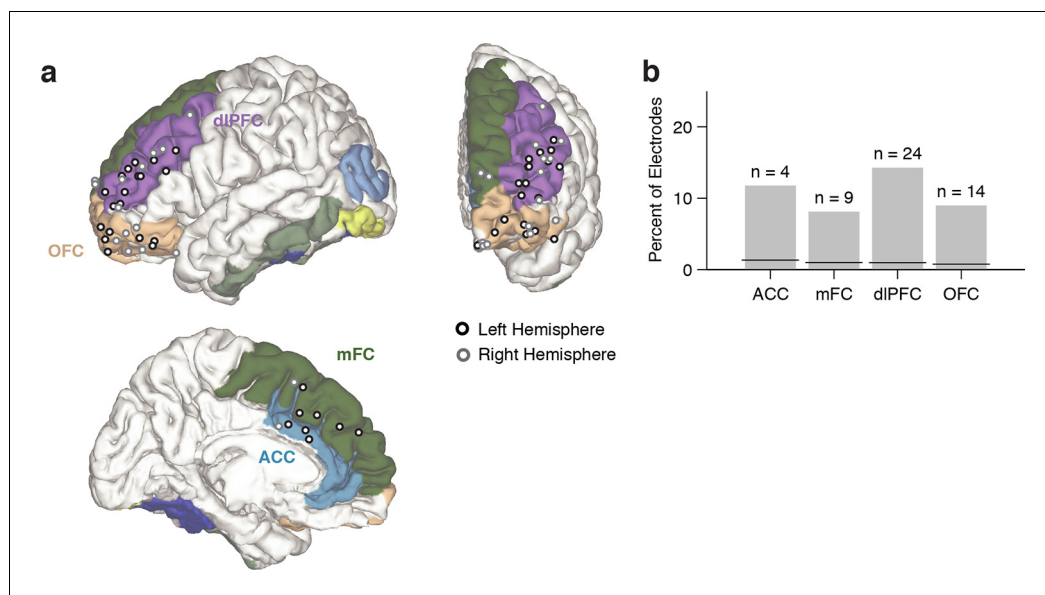 a
dlPFC
OFC
mFC
ACC
Left Hemisphere
Right Hemisphere
b
Percent of Electrodes
20
10
0
n = 4
n = 9
n = 24
n = 14
ACC
mFC
dlPFC
OFC